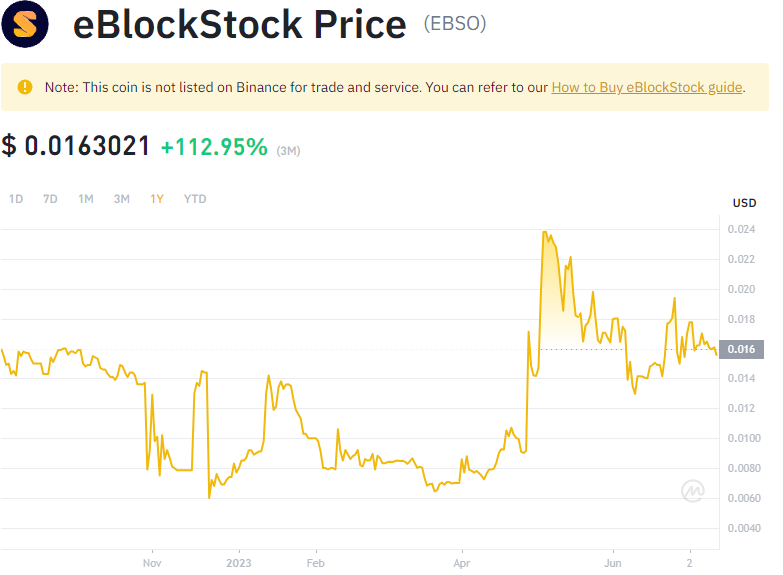 eBlockStock Price (EBSO)
Note: This coin is not listed on Binance for trade and service. You can refer to our How to Buy eBlockStock guide.
$ 0.0163021 +112.95% (3M)
1D 7D 1M 3M 1Y YTD
USD
0.024
0.022
0.020
0.018
0.016
0.014
0.012
0.0100
0.0080
0.0060
0.0040
Nov 2023 Feb Apr Jun 2